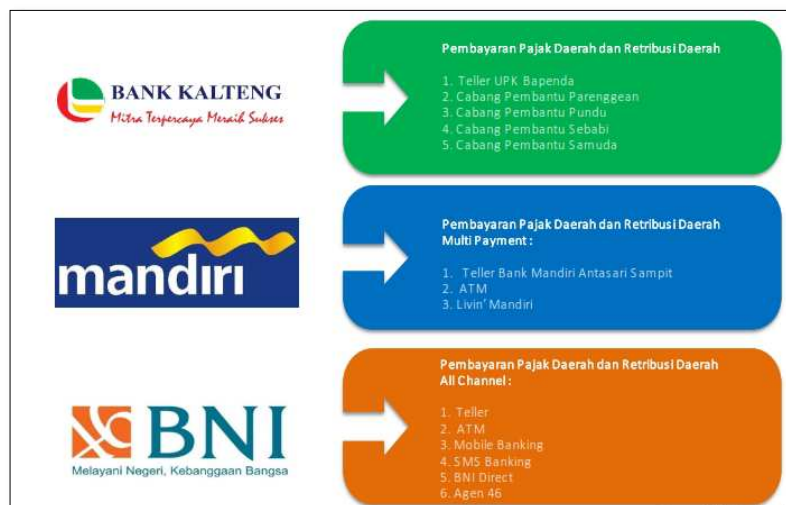 BANK KALTENG
Mitra Terpercaya Meraih Sukses
Pembayaran Pajak Daerah dan Retribusi Daerah
1. Teller UPK Bapenda
2. Cabang Pembantu Parenggean
3. Cabang Pembantu Pundu
4. Cabang Pembantu Sebabi
5. Cabang Pembantu Samuda
mandırı
Pembayaran Pajak Daerah dan Retribusi Daerah
Multi Payment :
1. Teller Bank Mandiri Antasari Sampit
2. ATM
3. Livin' Mandiri
BNI
Melayani Negeri, Kebanggaan Bangsa
Pembayaran Pajak Daerah dan Retribusi Daerah
All Channel :
1. Teller
2. ATM
3. Mobile Banking
4. SMS Banking
5. BNI Direct
6. Agen 46